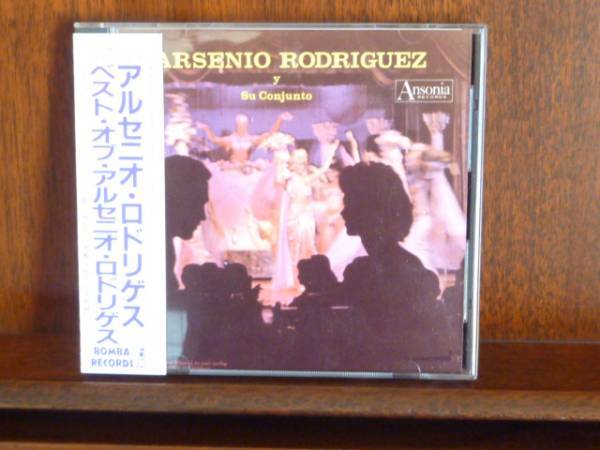 アルセニオ・ロドリゲス
ベスト・オブ・アルセニオ・ロドリゲス
BOMBA
RECORDS
ARSENIO RODRIGUEZ
y
Su Conjunto
Ansonia
RECORDS